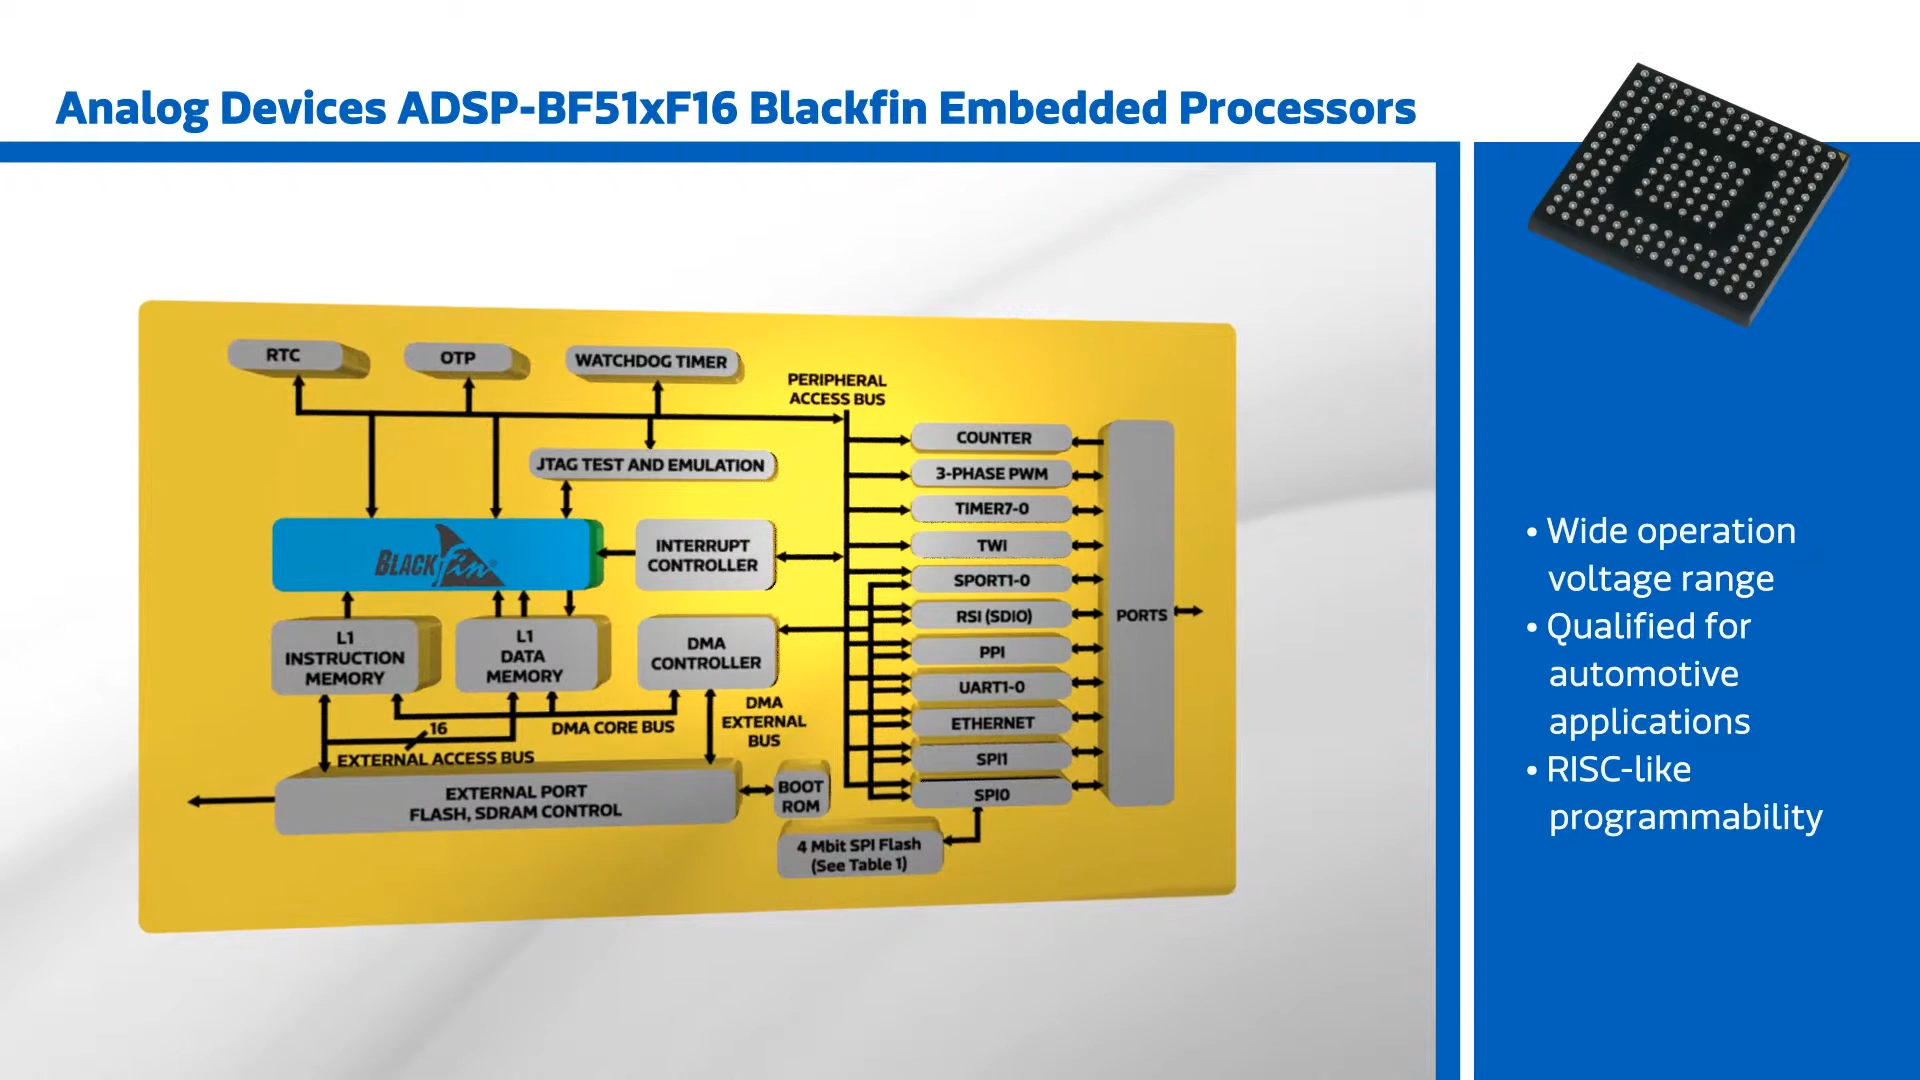 Analog Devices ADSP-BF51xF16 Blackfin Embedded Processors
RTC
OTP
WATCHDOG TIMER
PERIPHERAL
ACCESS BUS
JTAG TEST AND EMULATION
BLACKfin®
INTERRUPT
CONTROLLER
L1
INSTRUCTION
MEMORY
L1
DATA
MEMORY
DMA
CONTROLLER
16
DMA CORE BUS
DMA
EXTERNAL
BUS
EXTERNAL ACCESS BUS
EXTERNAL PORT
FLASH, SDRAM CONTROL
BOOT
ROM
4 Mbit SPI Flash
(See Table 1)
COUNTER
3-PHASE PWM
TIMER7-0
TWI
SPORT1-0
RSI (SDIO)
PPI
UART1-0
ETHERNET
SPI1
SPI0
PORTS
• Wide operation
voltage range
• Qualified for
automotive
applications
• RISC-like
programmability